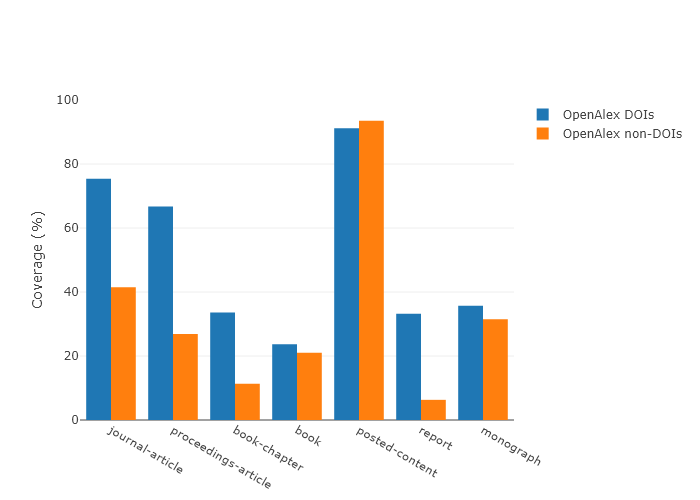 100
80
60
40
20
0
Coverage (%)
journal-article
proceedings-article
book-chapter
book
posted-content
report
monograph
OpenAlex DOIs
OpenAlex non-DOIs